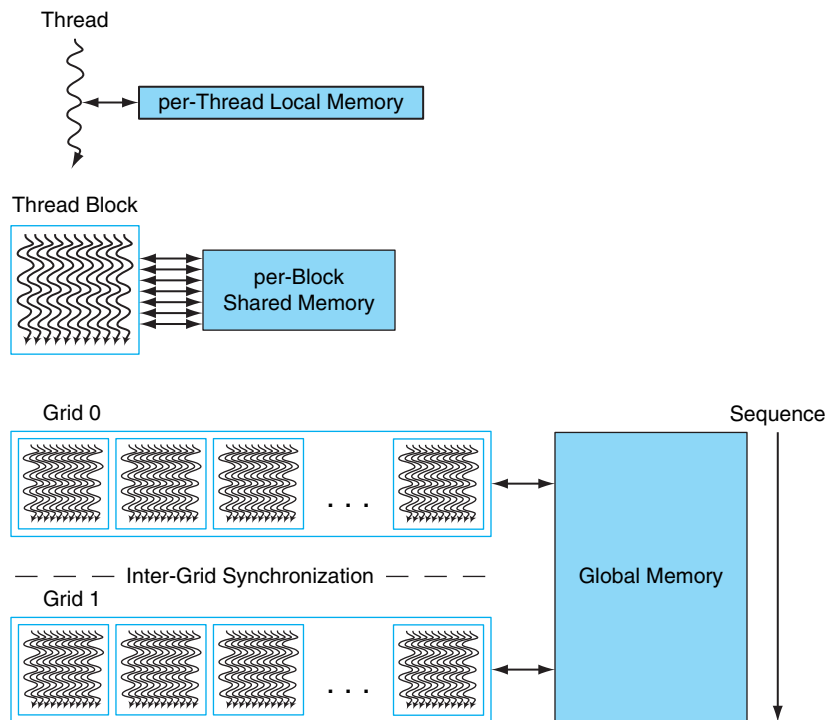 Thread
per-Thread Local Memory
Thread Block
per-Block
Shared Memory
Grid 0
Sequence
. . .
Inter-Grid Synchronization
Global Memory
Grid 1
. . .